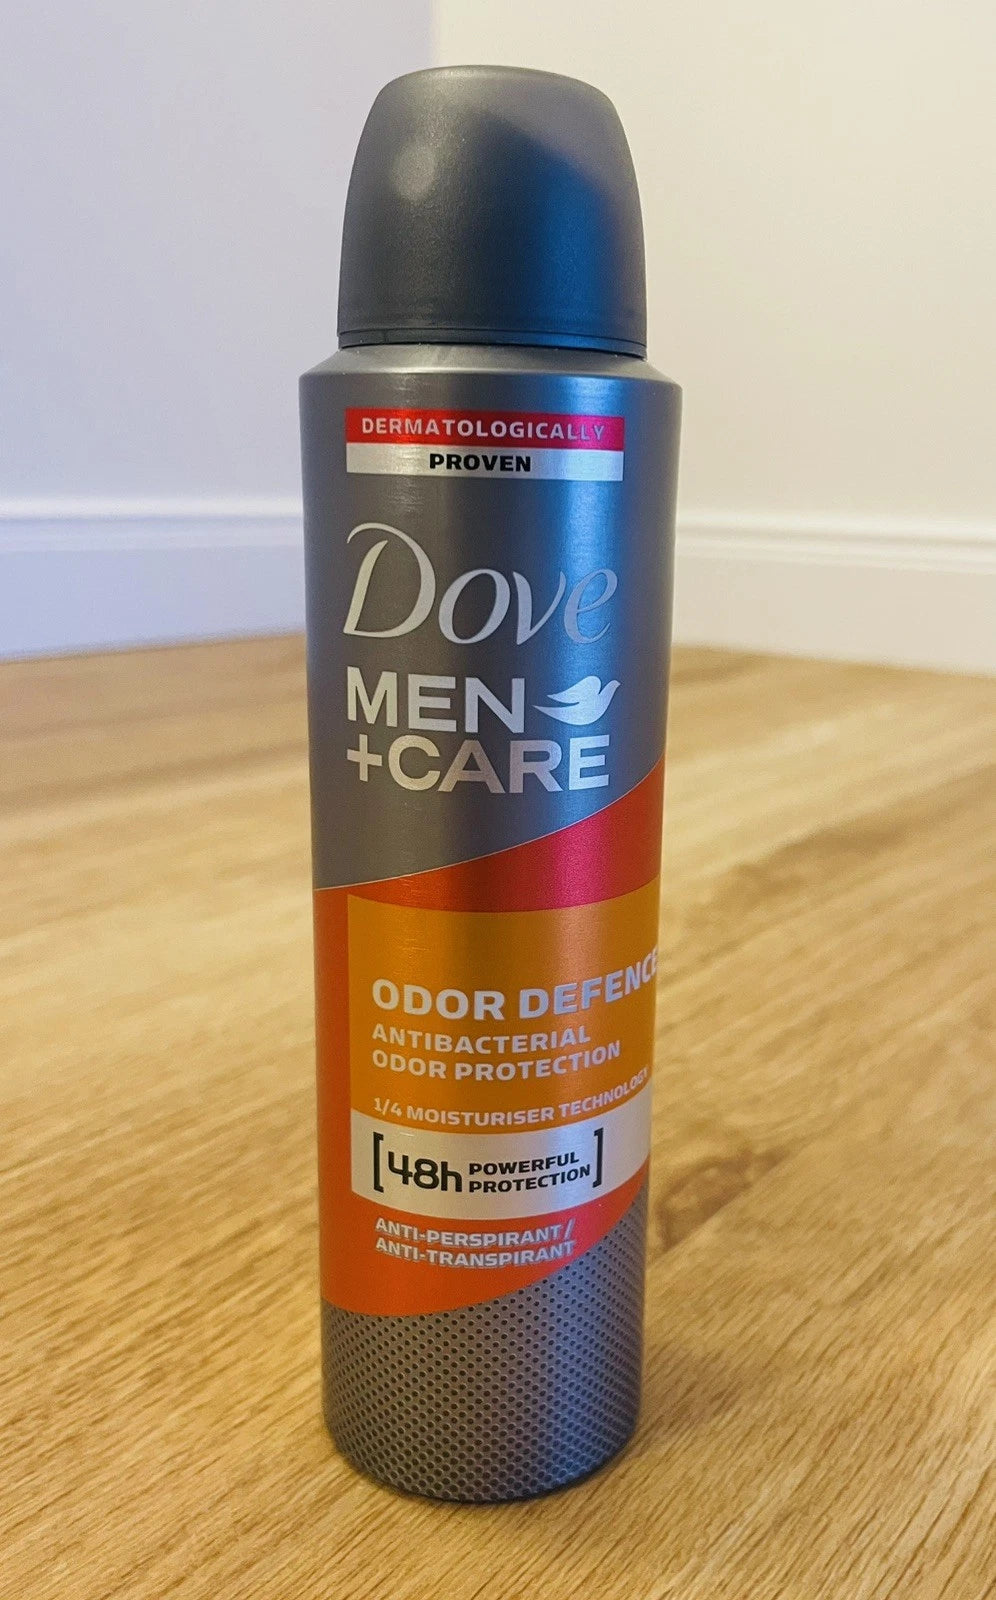 DERMATOLOGICALLY
PROVEN
Dove
MEN
+CARE
ODOR DEFENCE
ANTIBACTERIAL
ODOR PROTECTION
1/4 MOISTURISER TECHNOLOGY
[48h POWERFUL
PROTECTION]
ANTI-PERSPIRANT/
ANTI-TRANSPIRANT